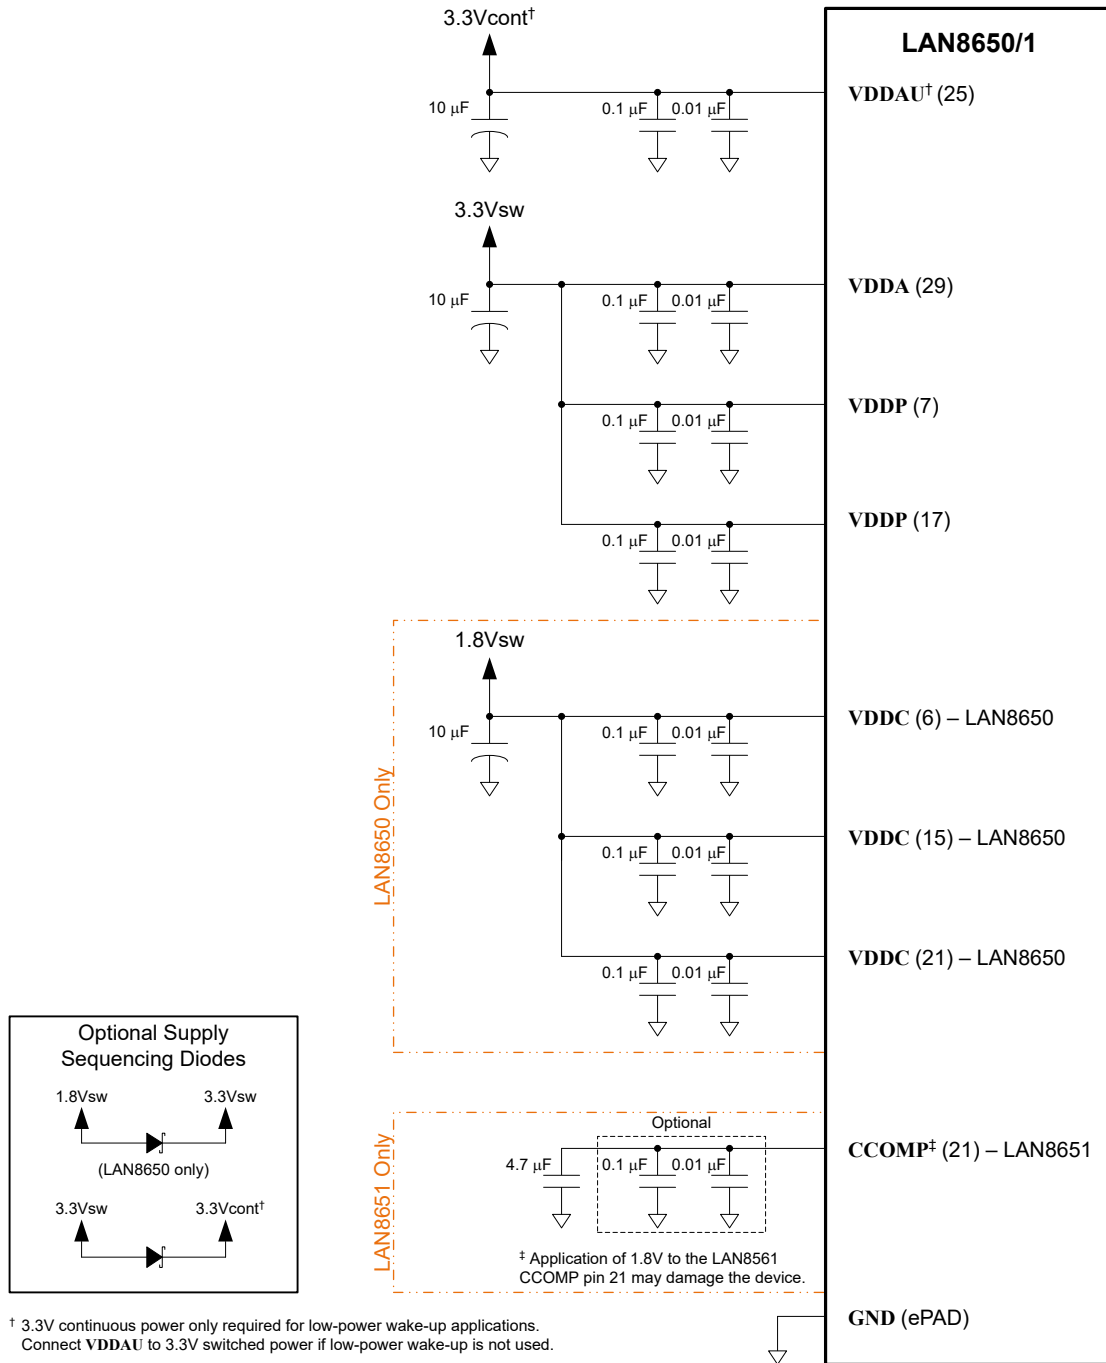 3.3Vcont†
LAN8650/1
VDDAU† (25)
10 µF
0.1 µF
0.01 µF
3.3Vsw
VDDA (29)
10 µF
0.1 µF
0.01 µF
VDDP (7)
0.1 µF
0.01 µF
VDDP (17)
0.1 µF
0.01 µF
LAN8650 Only
1.8Vsw
VDDC (6) – LAN8650
10 µF
0.1 µF
0.01 µF
VDDC (15) – LAN8650
0.1 µF
0.01 µF
VDDC (21) – LAN8650
0.1 µF
0.01 µF
Optional Supply
Sequencing Diodes
1.8Vsw
3.3Vsw
(LAN8650 only)
3.3Vsw
3.3Vcont†
LAN8651 Only
Optional
CCOMP‡ (21) – LAN8651
4.7 µF
0.1 µF
0.01 µF
‡ Application of 1.8V to the LAN8561
CCOMP pin 21 may damage the device.
GND (ePAD)
† 3.3V continuous power only required for low-power wake-up applications.
Connect VDDAU to 3.3V switched power if low-power wake-up is not used.